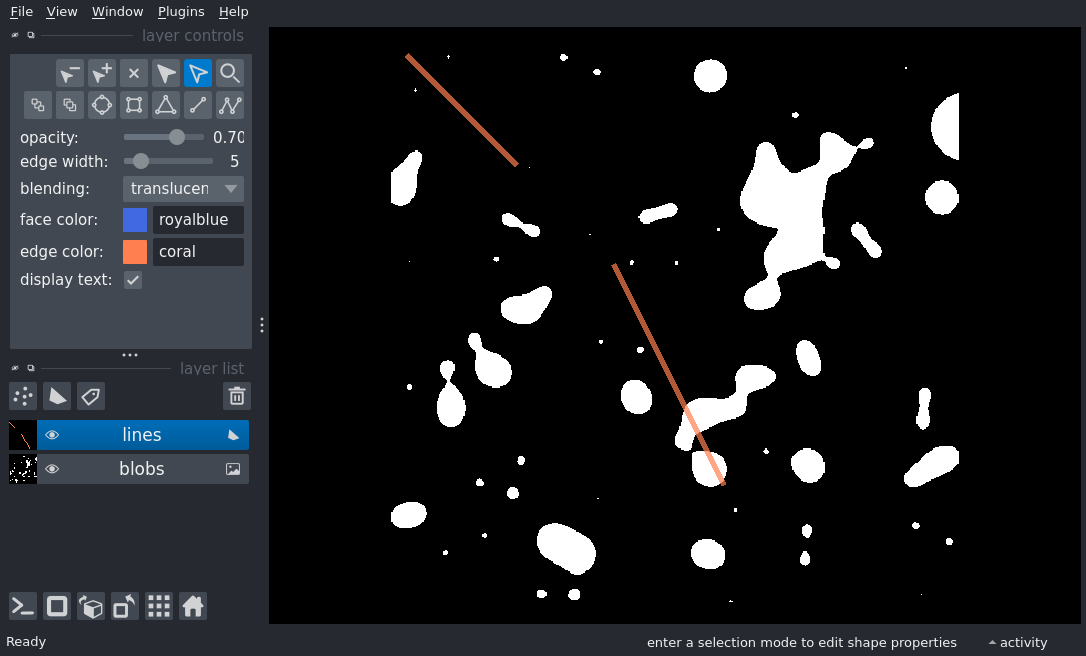 File View Window Plugins Help
layer controls
opacity: 0.70
edge width: 5
blending: translucen
face color: royalblue
edge color: coral
display text:
layer list
lines
blobs
Ready enter a selection mode to edit shape properties activity